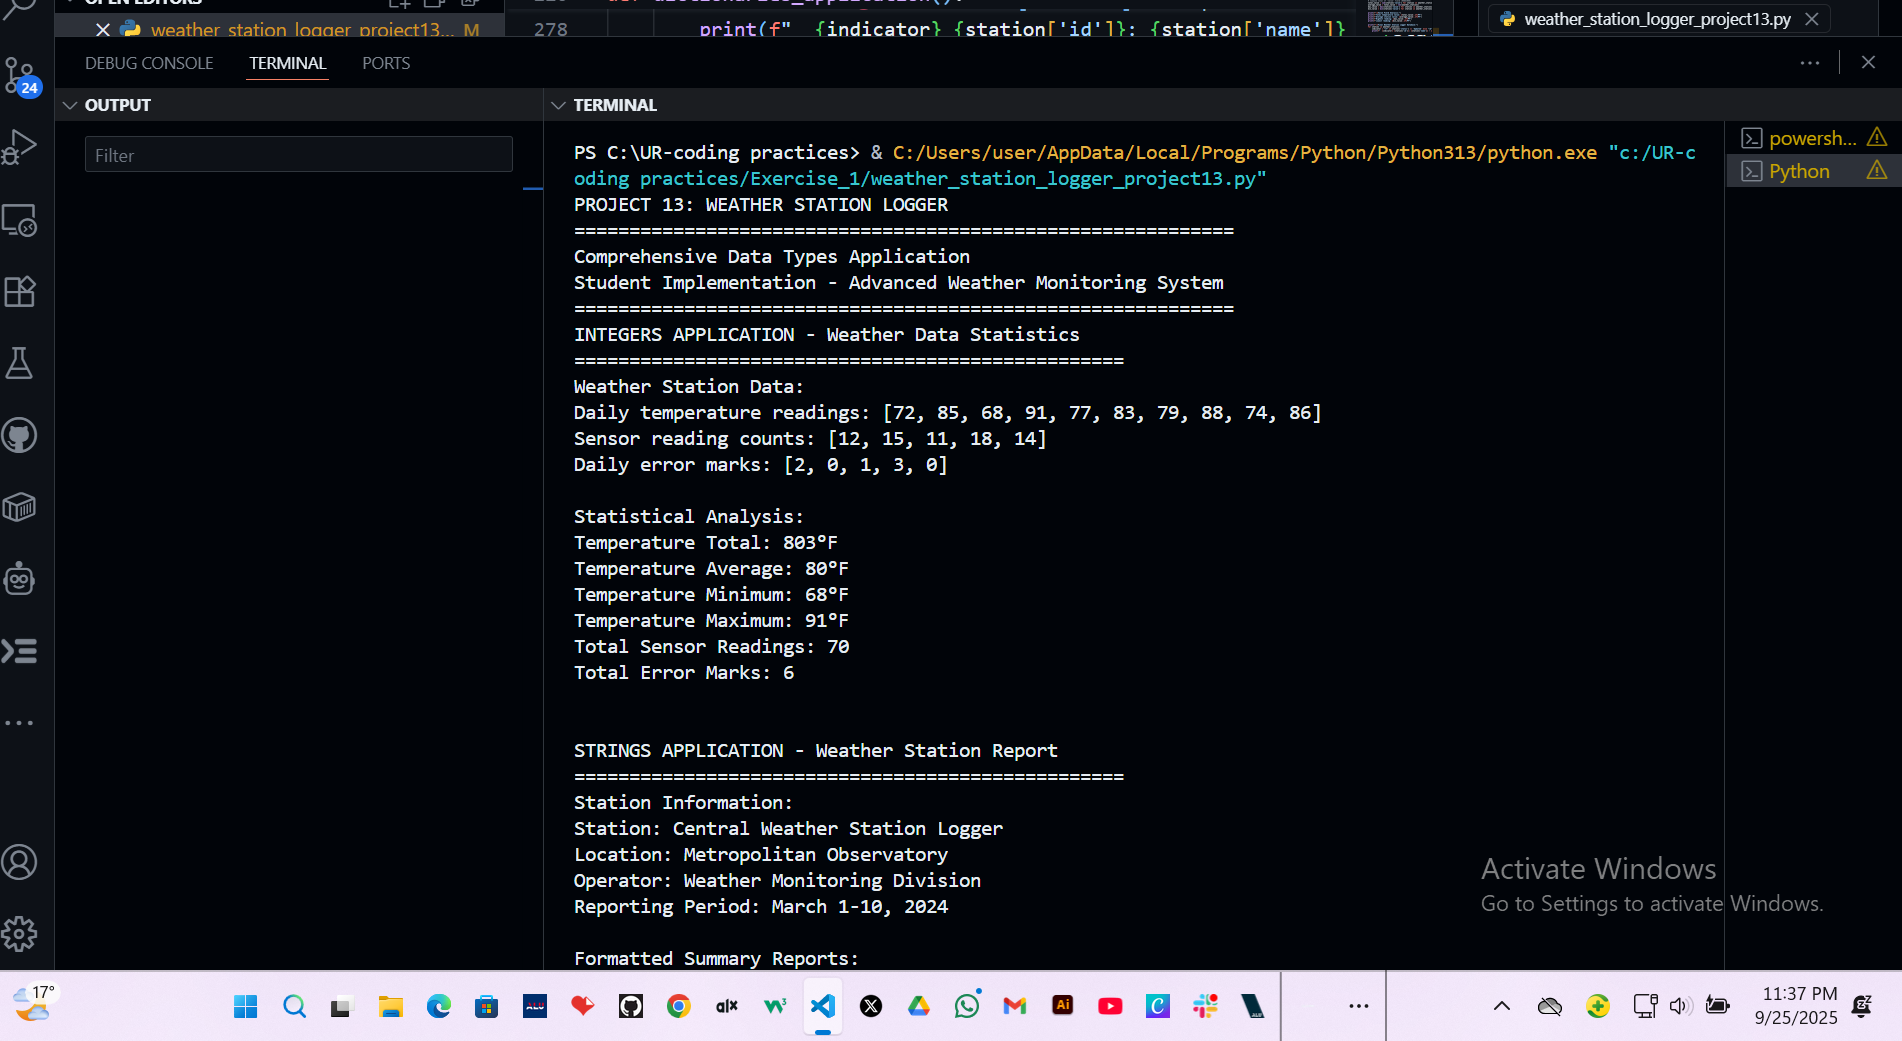 OPEN EDITORS
weather_station_logger_project13... M
278 print(f" {indicator} {station['id']}: {station['name']}
weather_station_logger_project13.py
DEBUG CONSOLE TERMINAL PORTS
24
OUTPUT
Filter
TERMINAL
PS C:\UR-coding practices> & C:/Users/user/AppData/Local/Programs/Python/Python313/python.exe "c:/UR-c
oding practices/Exercise_1/weather_station_logger_project13.py"
PROJECT 13: WEATHER STATION LOGGER
============================================================
Comprehensive Data Types Application
Student Implementation - Advanced Weather Monitoring System
============================================================
INTEGERS APPLICATION - Weather Data Statistics
==================================================
Weather Station Data:
Daily temperature readings: [72, 85, 68, 91, 77, 83, 79, 88, 74, 86]
Sensor reading counts: [12, 15, 11, 18, 14]
Daily error marks: [2, 0, 1, 3, 0]
Statistical Analysis:
Temperature Total: 803°F
Temperature Average: 80°F
Temperature Minimum: 68°F
Temperature Maximum: 91°F
Total Sensor Readings: 70
Total Error Marks: 6
STRINGS APPLICATION - Weather Station Report
==================================================
Station Information:
Station: Central Weather Station Logger
Location: Metropolitan Observatory
Operator: Weather Monitoring Division
Reporting Period: March 1-10, 2024
Formatted Summary Reports:
powersh...
Python
Activate Windows
Go to Settings to activate Windows.
17°
ALU
alx
w3
Ai
11:37 PM
9/25/2025